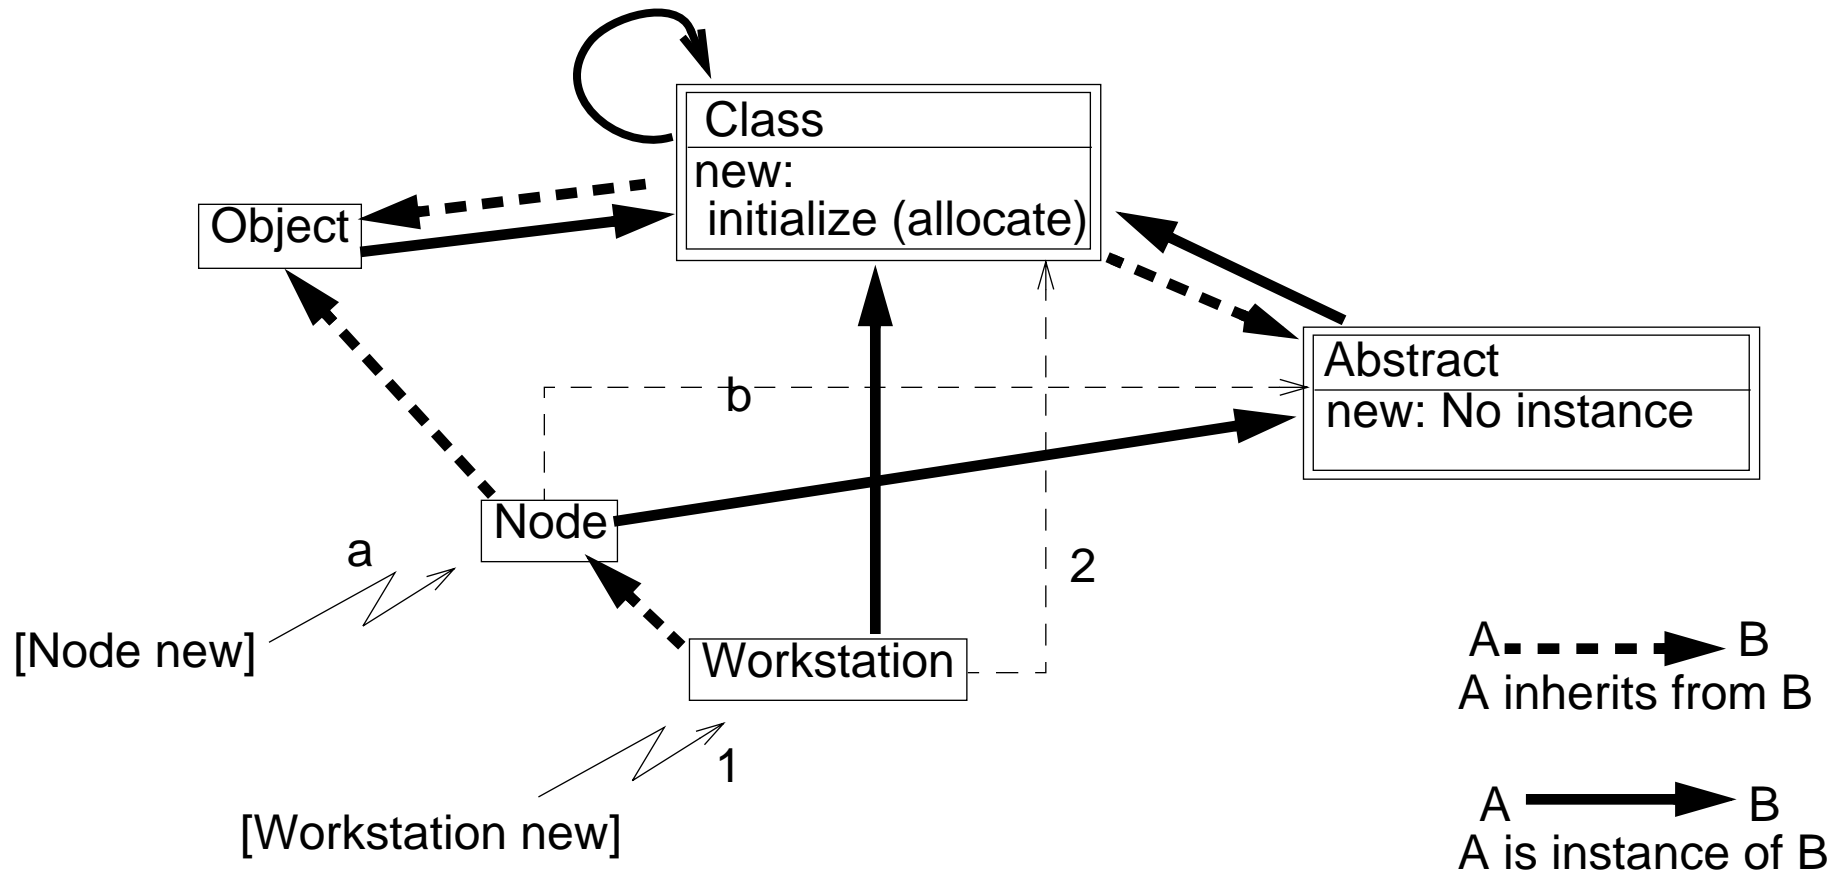 Class
new:
initialize (allocate)
Object
Abstract
new: No instance
b
Node
a
2
[Node new]
Workstation
A B
A inherits from B
1
[Workstation new]
A B
A is instance of B